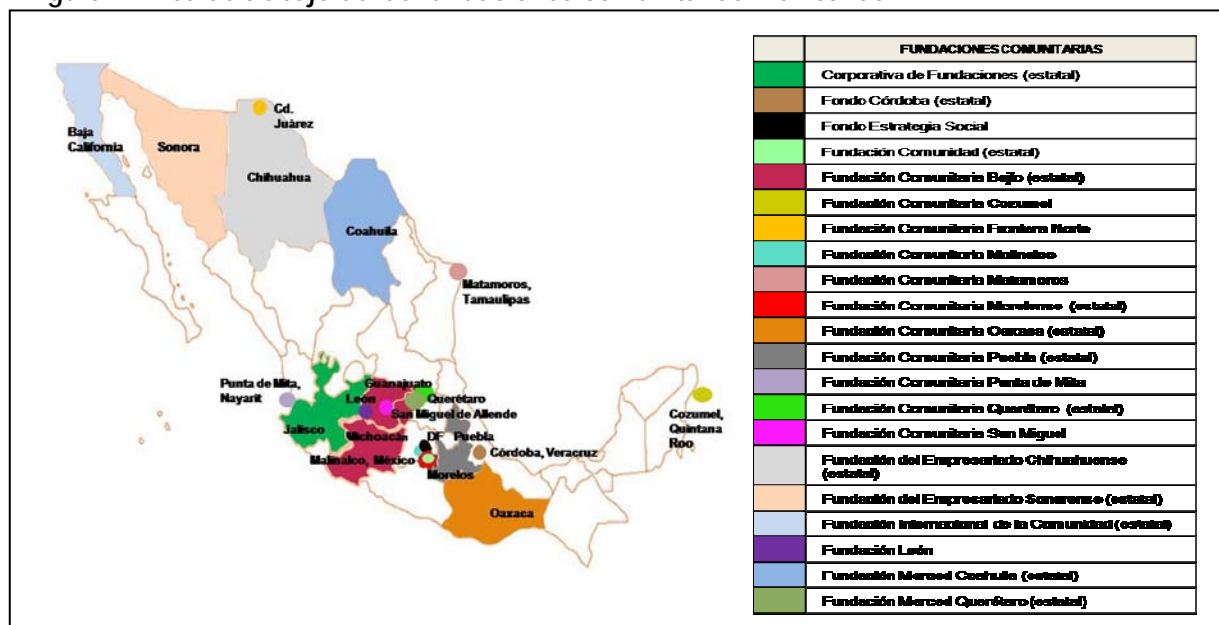 FUNDACIONES COMUNITARIAS
Corporativa de Fundaciones (estatal)
Fondo Córdoba (estatal)
Fondo Estrategia Social
Fundación Comunidad (estatal)
Fundación Comunitaria Bajío (estatal)
Fundación Comunitaria Cozumel
Fundación Comunitaria Frontera Norte
Fundación Comunitaria Malinalco
Fundación Comunitaria Matamoros
Fundación Comunitaria Morelense (estatal)
Fundación Comunitaria Oaxaca (estatal)
Fundación Comunitaria Puebla (estatal)
Fundación Comunitaria Punta de Mita
Fundación Comunitaria Querétaro (estatal)
Fundación Comunitaria San Miguel
Fundación del Empresariado Chihuahuense
(estatal)
Fundación del Empresariado Sonorense (estatal)
Fundación Internacional de la Comunidad (estatal)
Fundación León
Fundación Merced Coahuila (estatal)
Fundación Merced Querétaro (estatal)
Baja
California
Sonora
Cd.
Juárez
Chihuahua
Coahuila
Matamoros,
Tamaulipas
Punta de Mita,
Nayarit
Guanajuato
León
Querétaro
San Miguel de Allende
Jalisco
Michoacán
DF
Puebla
Malinalco, México
Córdoba, Veracruz
Morelos
Oaxaca
Cozumel,
Quintana
Roo